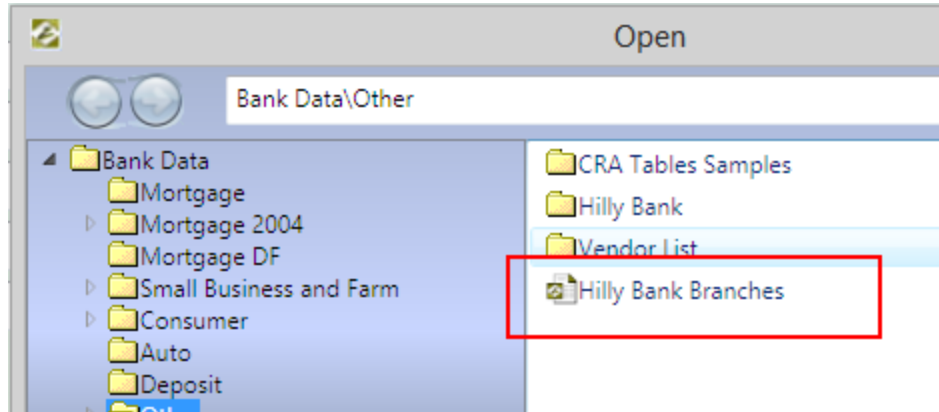 Open
Bank Data\Other
Bank Data
Mortgage
Mortgage 2004
Mortgage DF
Small Business and Farm
Consumer
Auto
Deposit
Other
CRA Tables Samples
Hilly Bank
Vendor List
Hilly Bank Branches